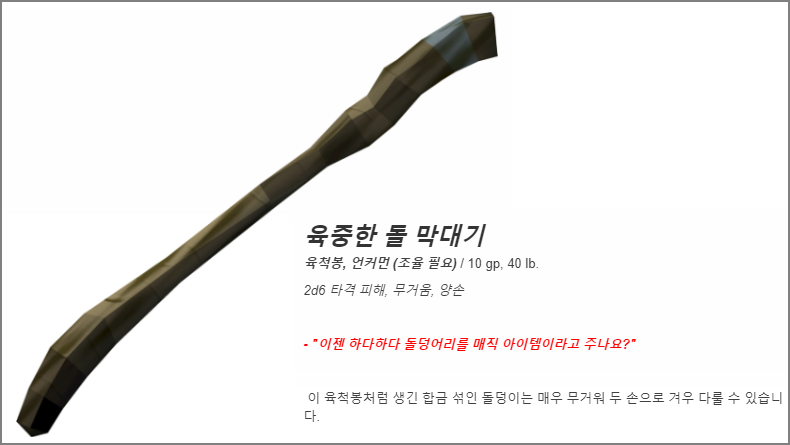 육중한 돌 막대기
육척봉, 언커먼 (조율 필요) / 10 gp, 40 lb.
2d6 타격 피해, 무거움, 양손
- "이젠 하다하다 돌덩어리를 매직 아이템이라고 주나요?"
이 육척봉처럼 생긴 합금 섞인 돌덩이는 매우 무거워 두 손으로 겨우 다룰 수 있습니
다.